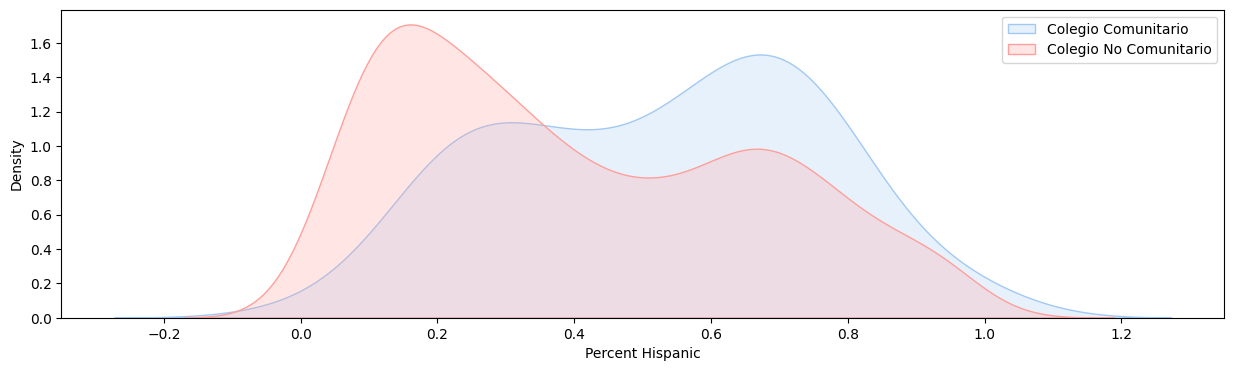 Colegio Comunitario
Colegio No Comunitario
Density
1.6
1.4
1.2
1.0
0.8
0.6
0.4
0.2
0.0
−0.2 0.0 0.2 0.4 0.6 0.8 1.0 1.2
Percent Hispanic